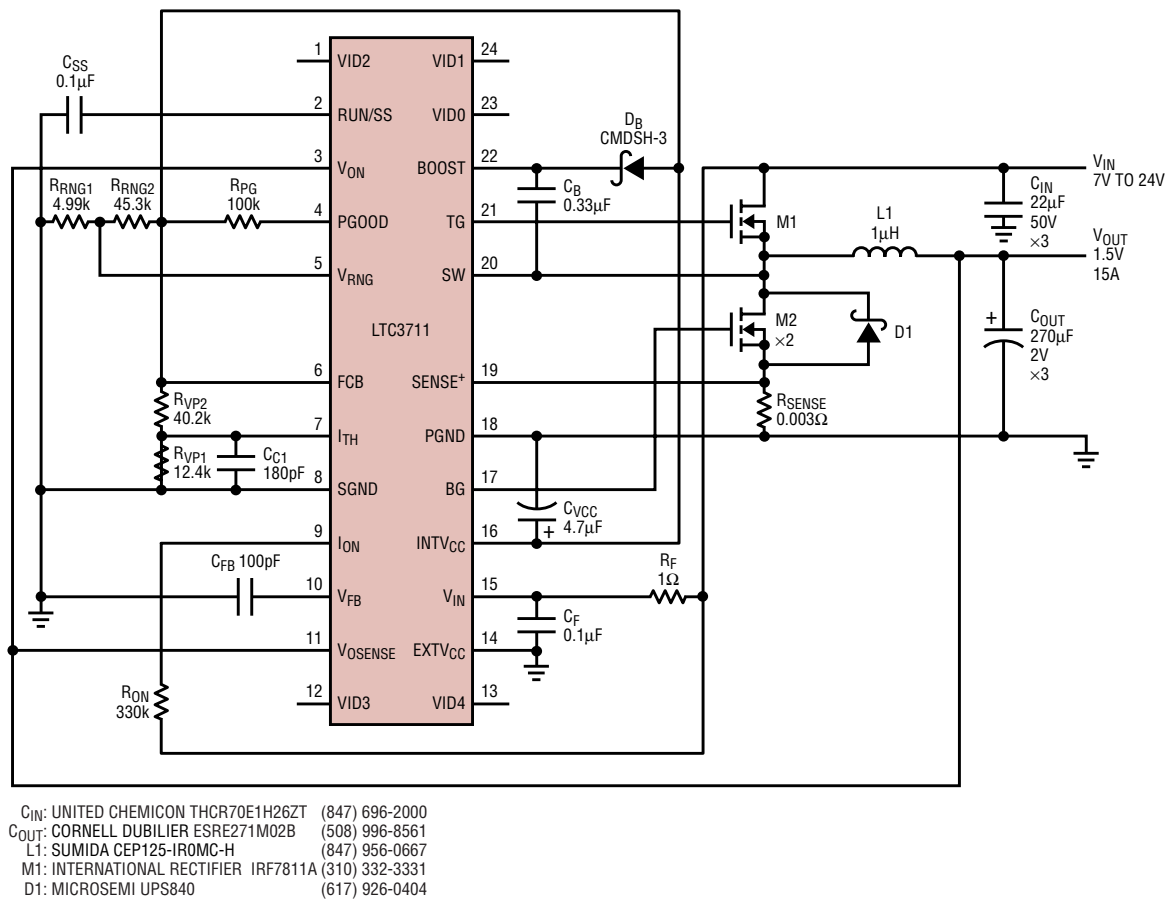 CSS
0.1µF
1
VID2
VID1
24
2
RUN/SS
VID0
23
DB
CMDSH-3
3
VON
BOOST
22
CB
0.33µF
VIN
7V TO 24V
CIN
22µF
50V
×3
RRNG1
4.99k
RRNG2
45.3k
RPG
100k
4
PGOOD
TG
21
M1
L1
1µH
VOUT
1.5V
15A
5
VRNG
SW
20
LTC3711
M2
×2
D1
+
COUT
270µF
2V
×3
6
FCB
SENSE+
19
RVP2
40.2k
RSENSE
0.003Ω
7
ITH
PGND
18
RVP1
12.4k
CC1
180pF
8
SGND
BG
17
CVCC
4.7µF
+
9
ION
INTVCC
16
CFB 100pF
RF
1Ω
10
VFB
VIN
15
CF
0.1µF
11
VOSENSE
EXTVCC
14
RON
330k
12
VID3
VID4
13
CIN: UNITED CHEMICON THCR70E1H26ZT (847) 696-2000
COUT: CORNELL DUBILIER ESRE271M02B (508) 996-8561
L1: SUMIDA CEP125-IR0MC-H (847) 956-0667
M1: INTERNATIONAL RECTIFIER IRF7811A (310) 332-3331
D1: MICROSEMI UPS840 (617) 926-0404